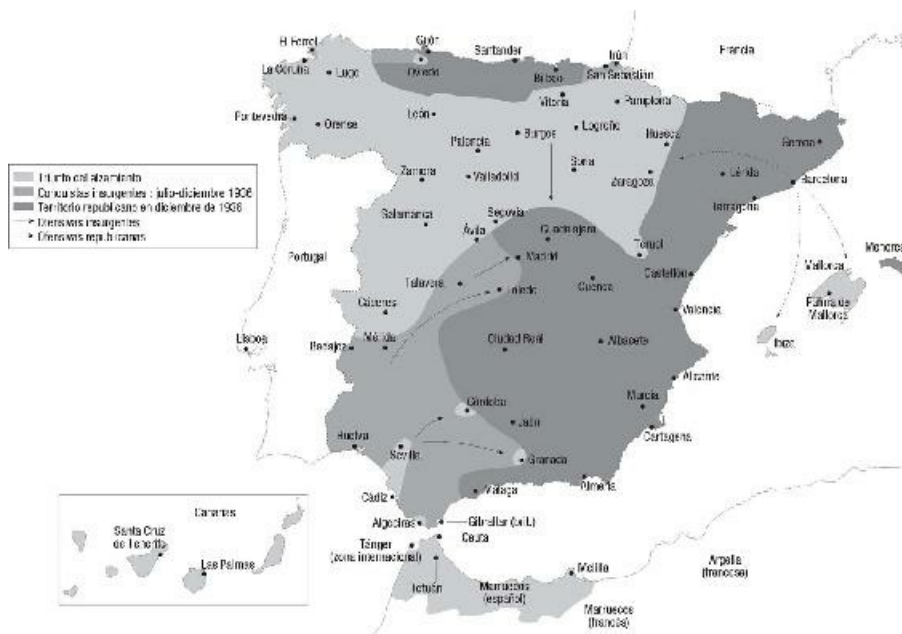 El Ferrol
La Coruña
Lugo
Gijón
Oviedo
Santander
Bilbao
Irún
San Sebastián
Francia
Vitoria
Pamplona
Pontevedra
Orense
León
Burgos
Logroño
Huesca
Gerona
Palencia
Soria
Zaragoza
Lérida
Barcelona
Zamora
Valladolid
Tarragona
Triunfo del alzamiento
Conquistas insurgentes : julio-diciembre 1936
Territorio republicano en diciembre de 1936
Ofensivas insurgentes
Ofensivas republicanas
Salamanca
Segovia
Ávila
Guadalajara
Teruel
Madrid
Menorca
Mallorca
Portugal
Talavera
Toledo
Cuenca
Castellón
Palma de
Mallorca
Cáceres
Valencia
Lisboa
Badajoz
Mérida
Ciudad Real
Albacete
Ibiza
Alicante
Córdoba
Murcia
Jaén
Cartagena
Huelva
Sevilla
Granada
Almería
Cádiz
Málaga
Canarias
Santa Cruz
de Tenerife
Las Palmas
Algeciras
Gibraltar (brit.)
Ceuta
Tánger
(zona internacional)
Tetuán
Melilla
Marruecos
(español)
Marruecos
(francés)
Argelia
(francesa)